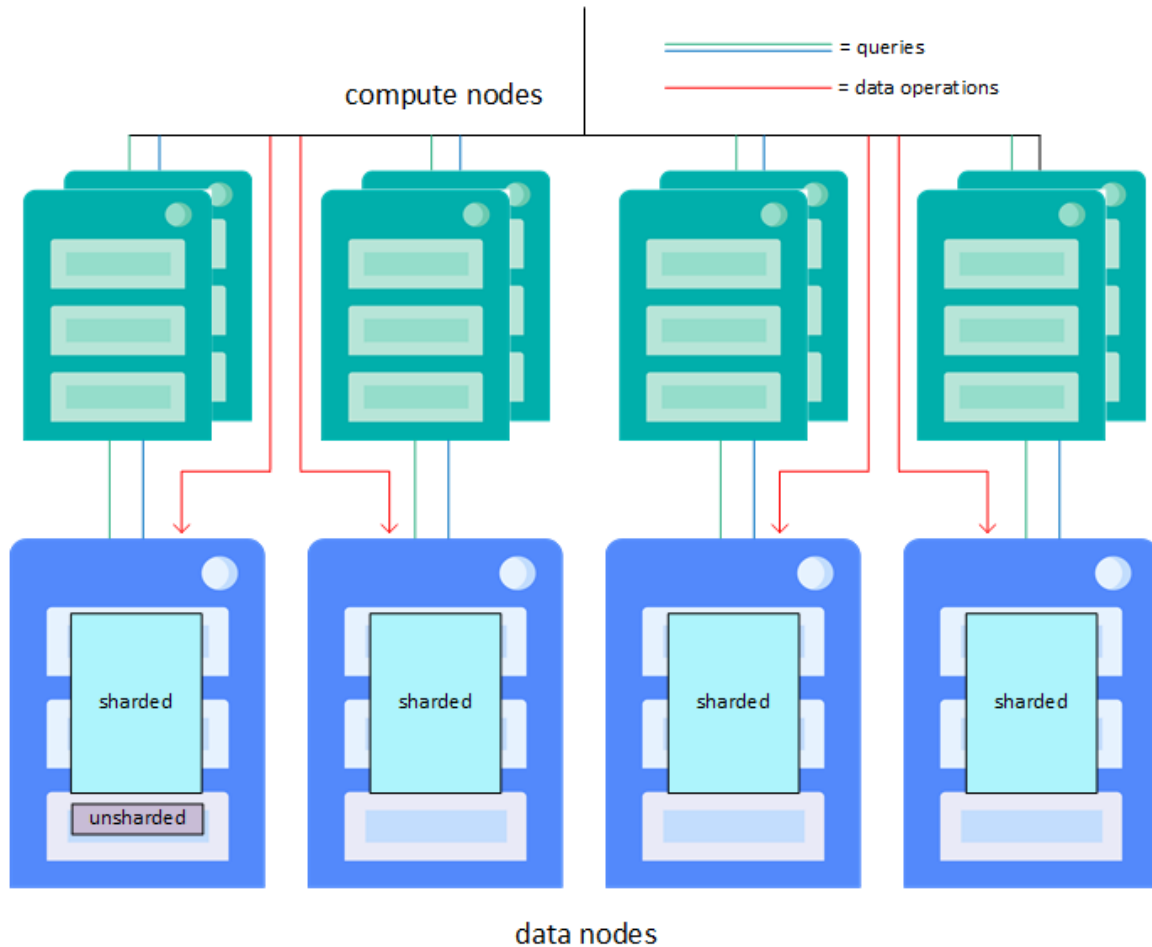 = queries
= data operations
compute nodes
sharded
sharded
sharded
sharded
unsharded
data nodes